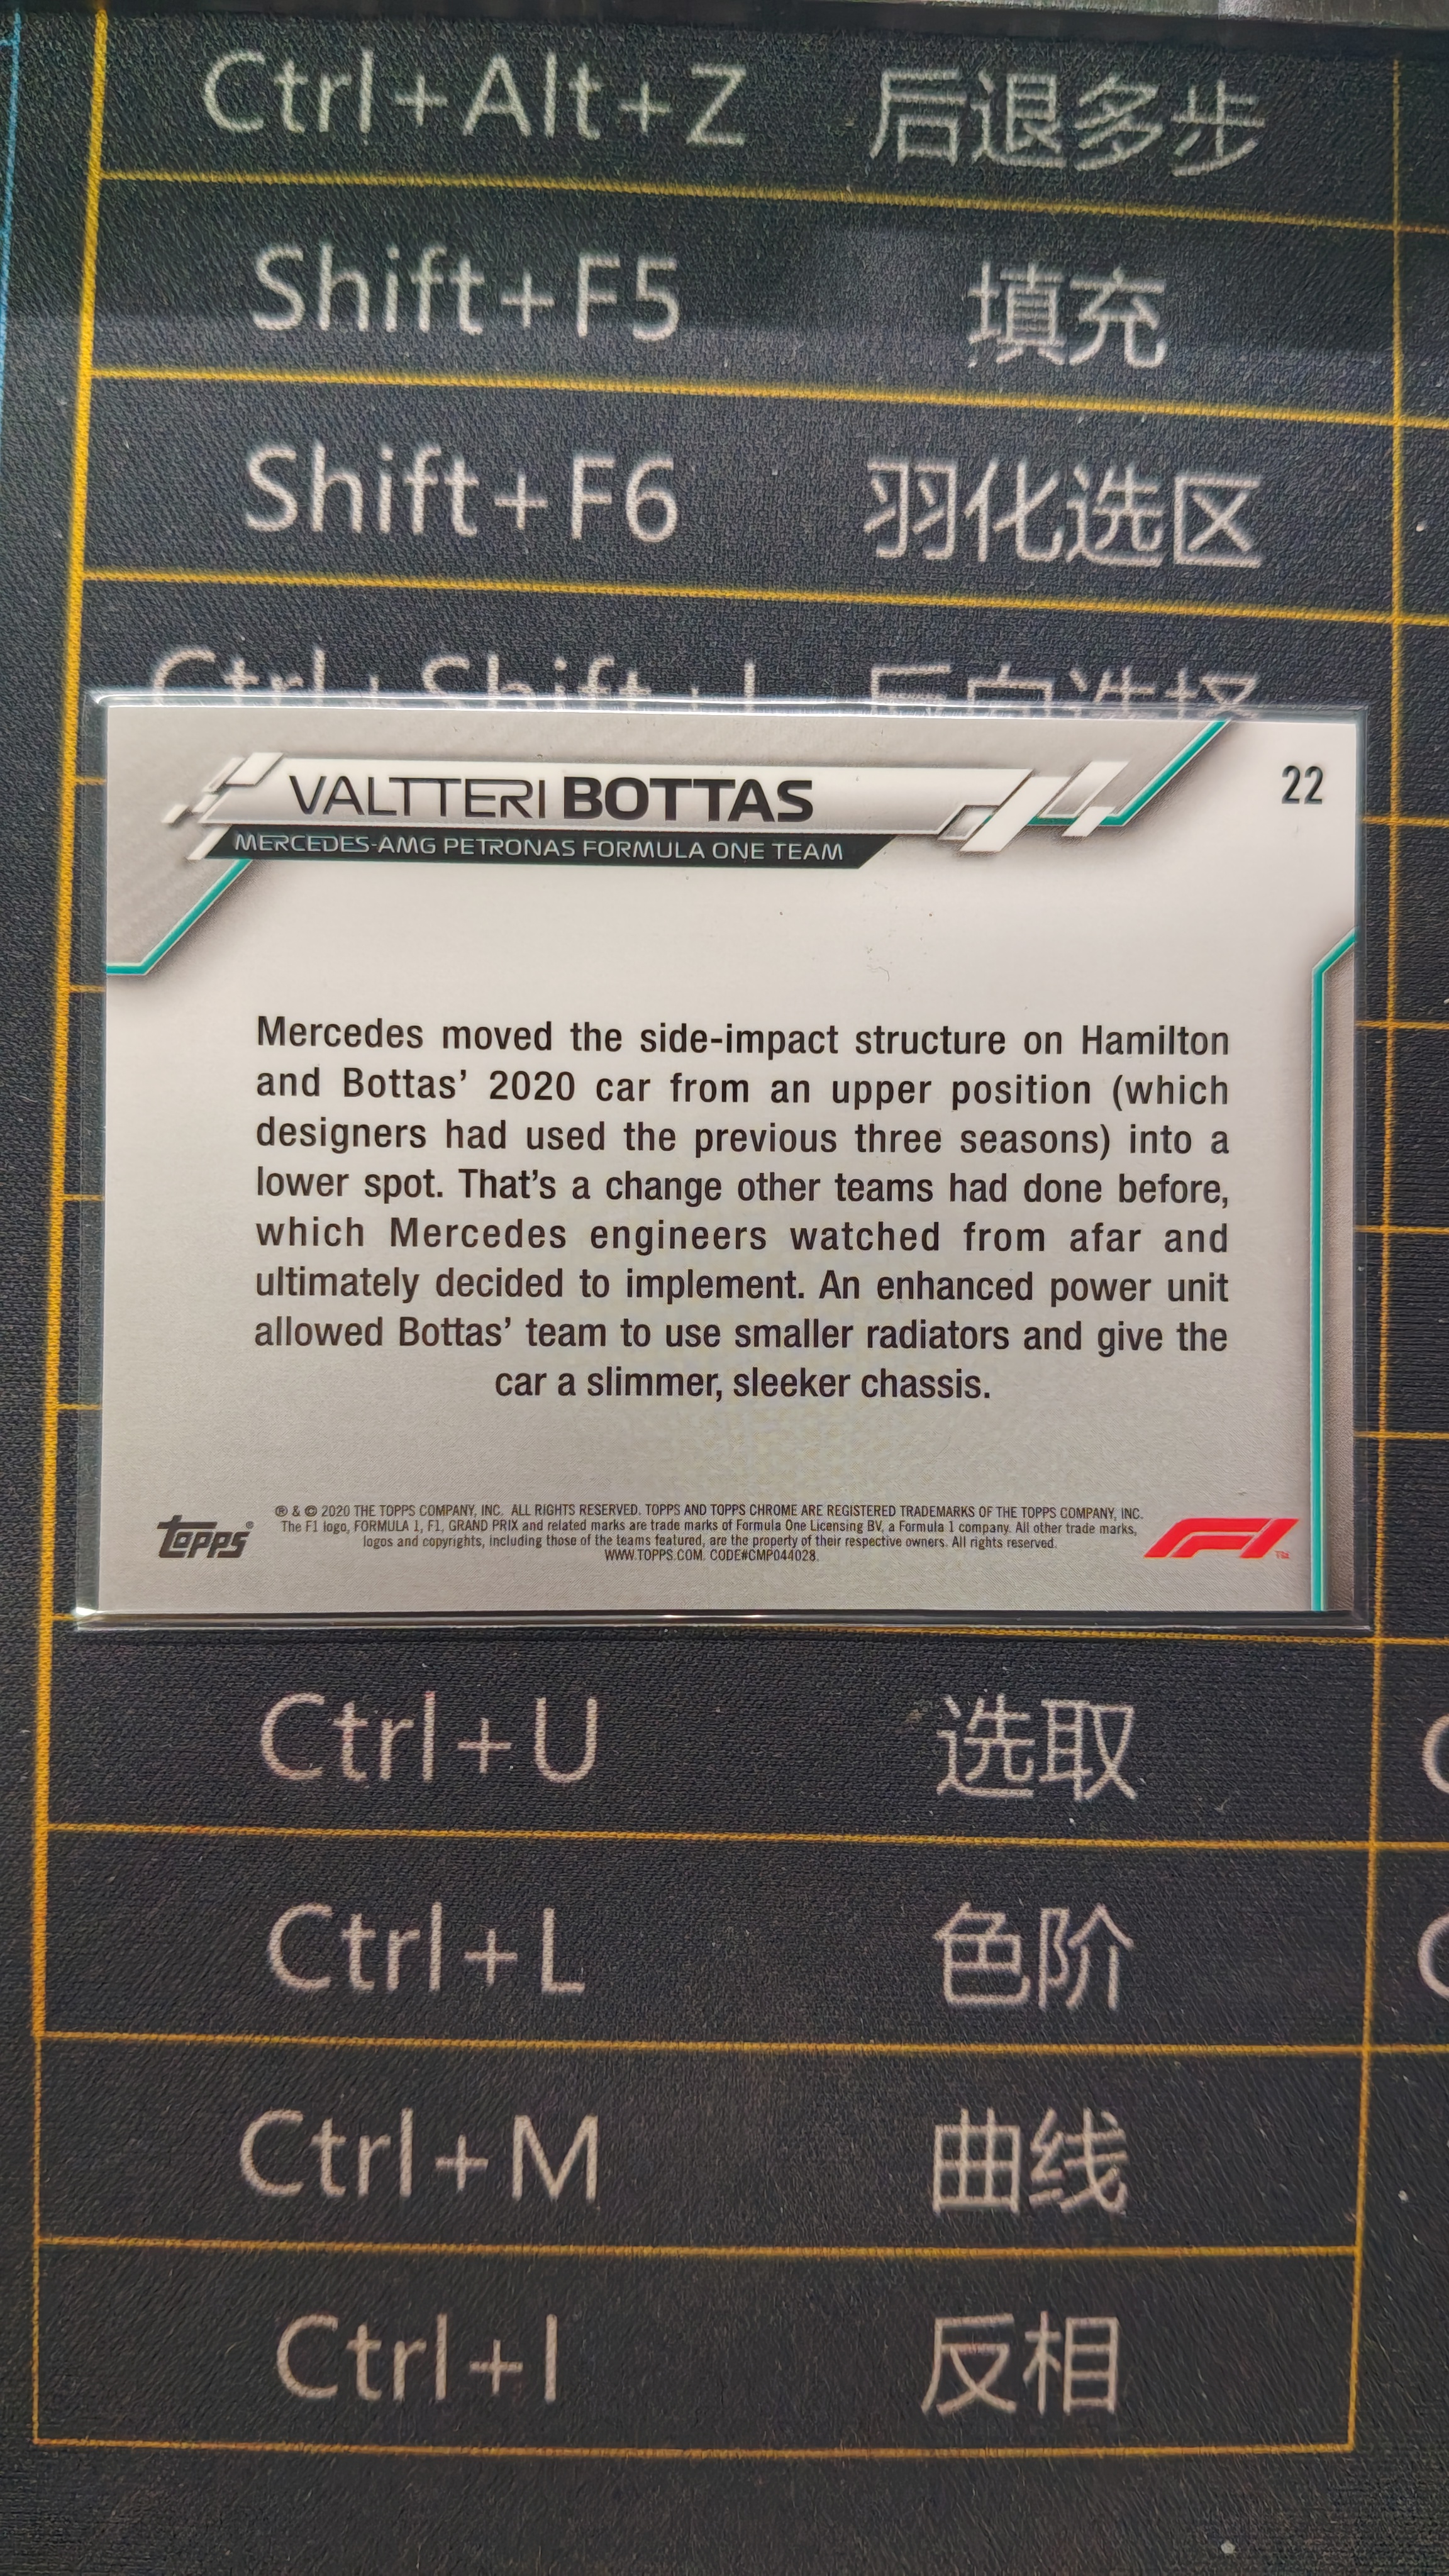 Ctrl+Alt+Z 后退多步
Shift+F5 填充
Shift+F6 羽化选区
Ctrl+Shift+I 反向选择
VALTTERI BOTTAS
22
MERCEDES-AMG PETRONAS FORMULA ONE TEAM
Mercedes moved the side-impact structure on Hamilton
and Bottas’ 2020 car from an upper position (which
designers had used the previous three seasons) into a
lower spot. That’s a change other teams had done before,
which Mercedes engineers watched from afar and
ultimately decided to implement. An enhanced power unit
allowed Bottas’ team to use smaller radiators and give the
car a slimmer, sleeker chassis.
TOPPS®
® & © 2020 THE TOPPS COMPANY, INC. ALL RIGHTS RESERVED. TOPPS AND TOPPS CHROME ARE REGISTERED TRADEMARKS OF THE TOPPS COMPANY, INC.
The F1 logo, FORMULA 1, F1, GRAND PRIX and related marks are trade marks of Formula One Licensing BV, a Formula 1 company. All other trade marks,
logos and copyrights, including those of the teams featured, are the property of their respective owners. All rights reserved.
WWW.TOPPS.COM. CODE#CMP044028.
F1
Ctrl+U 选取
Ctrl+L 色阶
Ctrl+M 曲线
Ctrl+I 反相